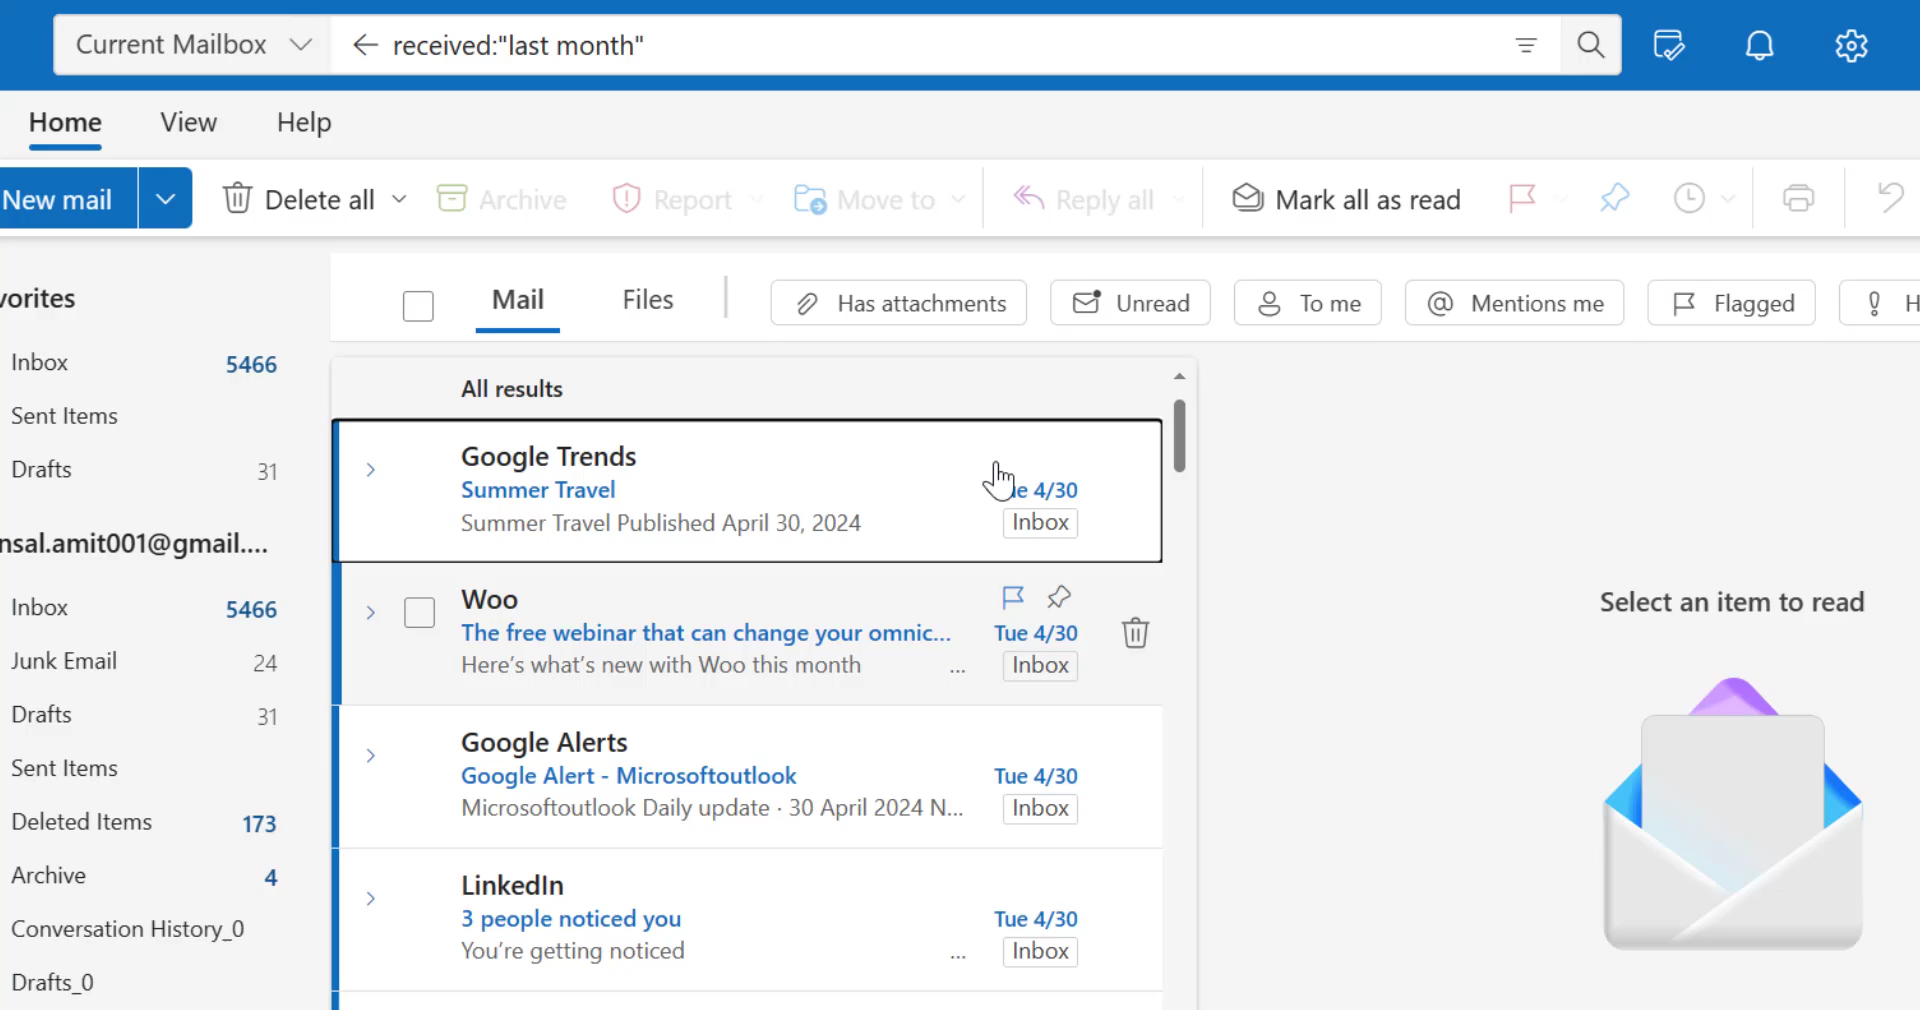 Current Mailbox
received:"last month"
Home View Help
New mail Delete all Archive Report Move to Reply all Mark all as read
vorites
Inbox 5466
Sent Items
Drafts 31
nsal.amit001@gmail....
Inbox 5466
Junk Email 24
Drafts 31
Sent Items
Deleted Items 173
Archive 4
Conversation History_0
Drafts_0
Mail Files Has attachments Unread To me Mentions me Flagged H
All results
Google Trends
Summer Travel 4/30
Summer Travel Published April 30, 2024 Inbox
Woo
The free webinar that can change your omnic... Tue 4/30
Here’s what’s new with Woo this month ... Inbox
Google Alerts
Google Alert - Microsoftoutlook Tue 4/30
Microsoftoutlook Daily update · 30 April 2024 N... Inbox
LinkedIn
3 people noticed you Tue 4/30
You’re getting noticed ... Inbox
Select an item to read